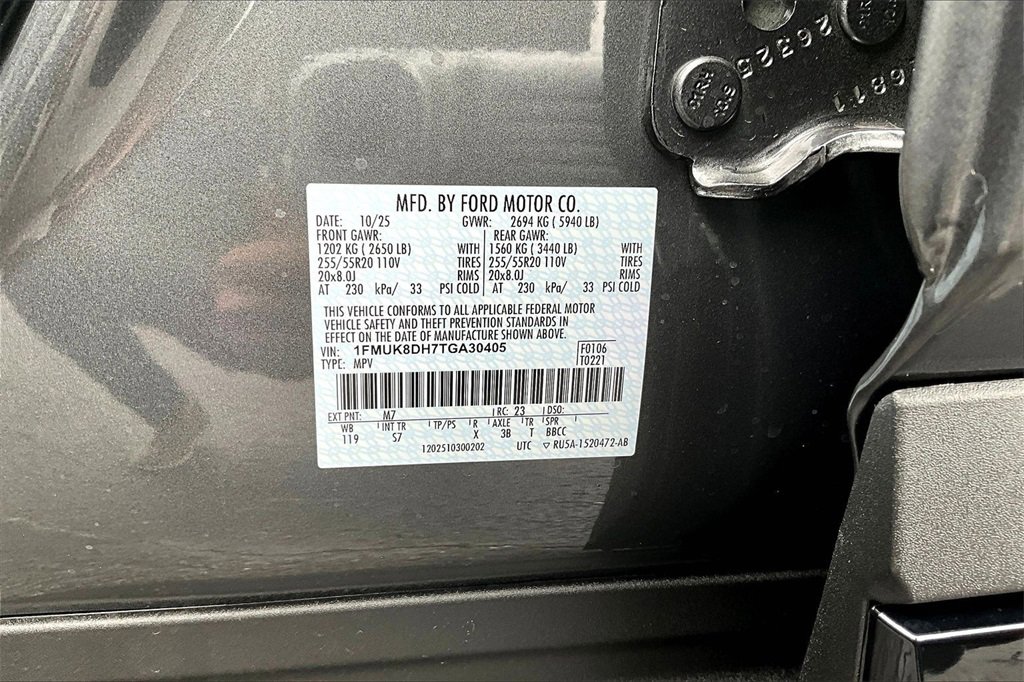 MFD. BY FORD MOTOR CO.
DATE: 10/25 GVWR: 2694 KG ( 5940 LB)
FRONT GAWR: REAR GAWR:
1202 KG ( 2650 LB) WITH 1560 KG ( 3440 LB) WITH
255/55R20 110V TIRES 255/55R20 110V TIRES
20x8.0J RIMS 20x8.0J RIMS
AT 230 kPa/ 33 PSI COLD AT 230 kPa/ 33 PSI COLD
THIS VEHICLE CONFORMS TO ALL APPLICABLE FEDERAL MOTOR
VEHICLE SAFETY AND THEFT PREVENTION STANDARDS IN
EFFECT ON THE DATE OF MANUFACTURE SHOWN ABOVE.
VIN: 1FMUK8DH7TGA30405 F0106
TYPE: MPV T0221
EXT PNT: M7 RC: 23 DSO:
WB INT TR TP/PS R AXLE TR SPR
119 S7 X 3B T BBCC
1202510300202 UTC ▽ RU5A-1520472-AB
26325
6811